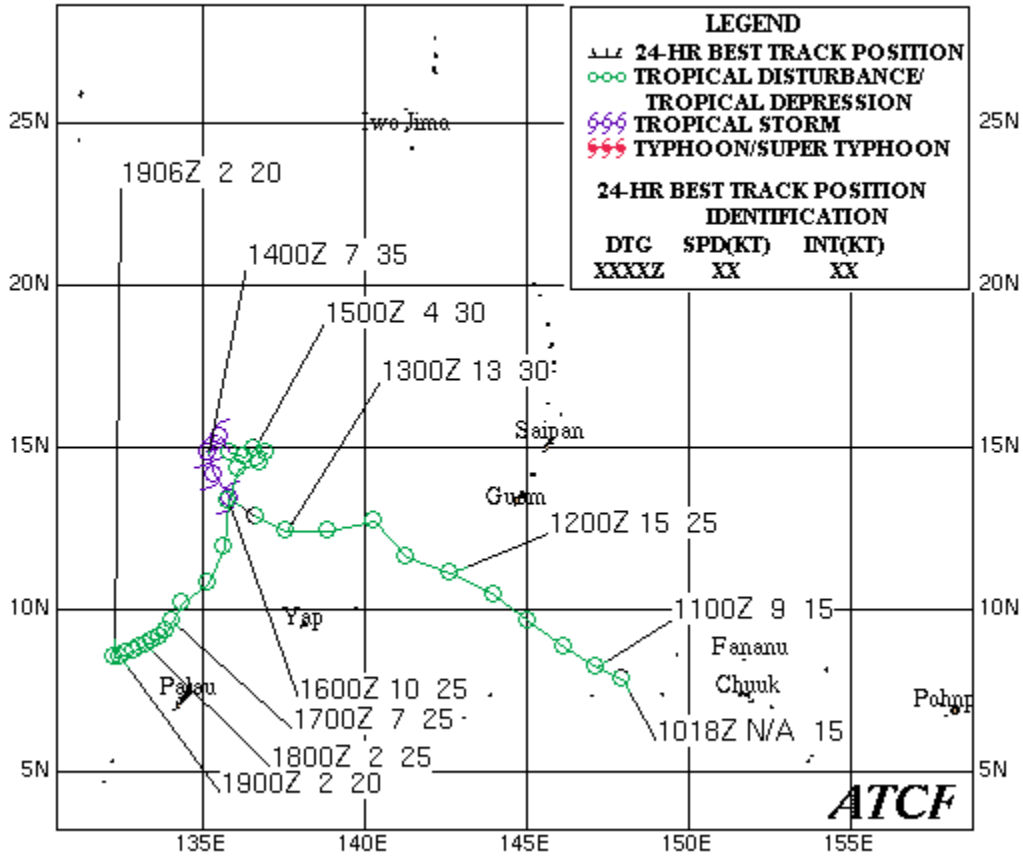 LEGEND
24-HR BEST TRACK POSITION
TROPICAL DISTURBANCE/
TROPICAL DEPRESSION
TROPICAL STORM
TYPHOON/SUPER TYPHOON
24-HR BEST TRACK POSITION
IDENTIFICATION
DTG SPD(KT) INT(KT)
XXXXZ XX XX
25N
Iwo Jima
25N
1906Z 2 20
1400Z 7 35
20N
20N
1500Z 4 30
1300Z 13 30
15N
Saipan
15N
Guam
1200Z 15 25
10N
Yap
1100Z 9 15
10N
Fananu
Palau
1600Z 10 25
Chuuk
Pohnp
1700Z 7 25
1018Z N/A 15
1800Z 2 25
5N
1900Z 2 20
5N
ATCF
135E
140E
145E
150E
155E